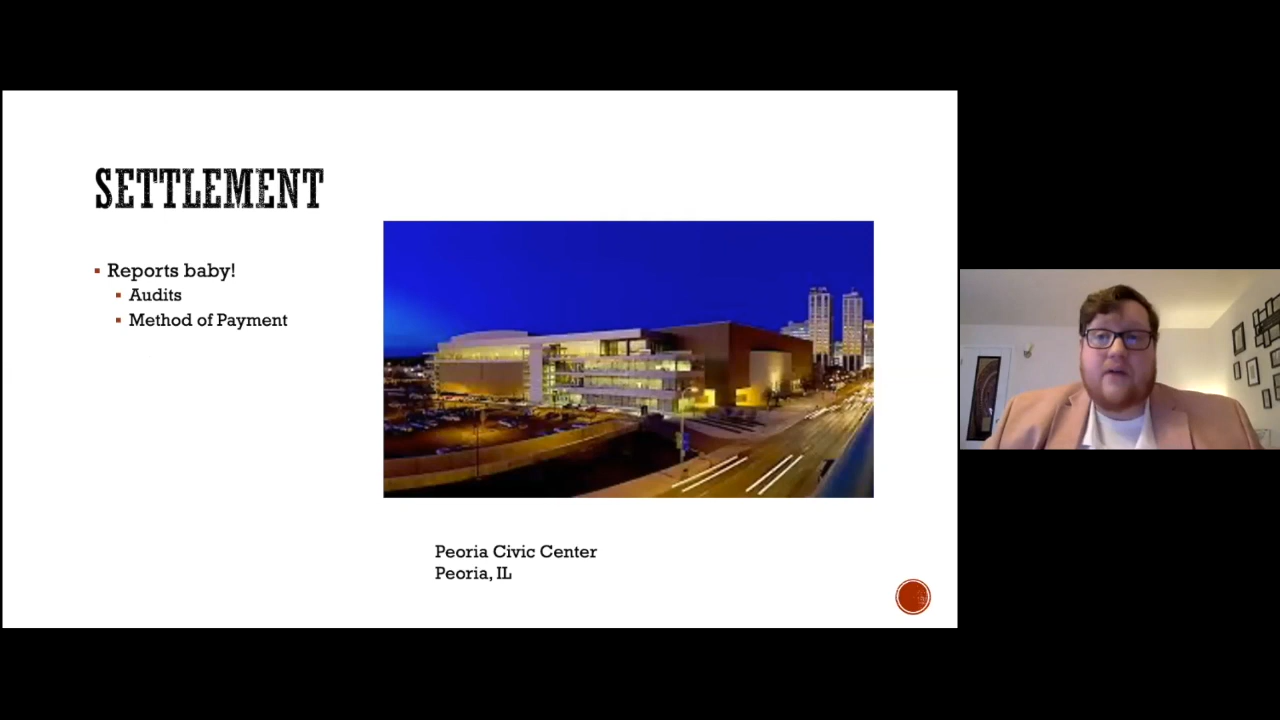 SETTLEMENT
Reports baby!
Audits
Method of Payment
Peoria Civic Center
Peoria, IL